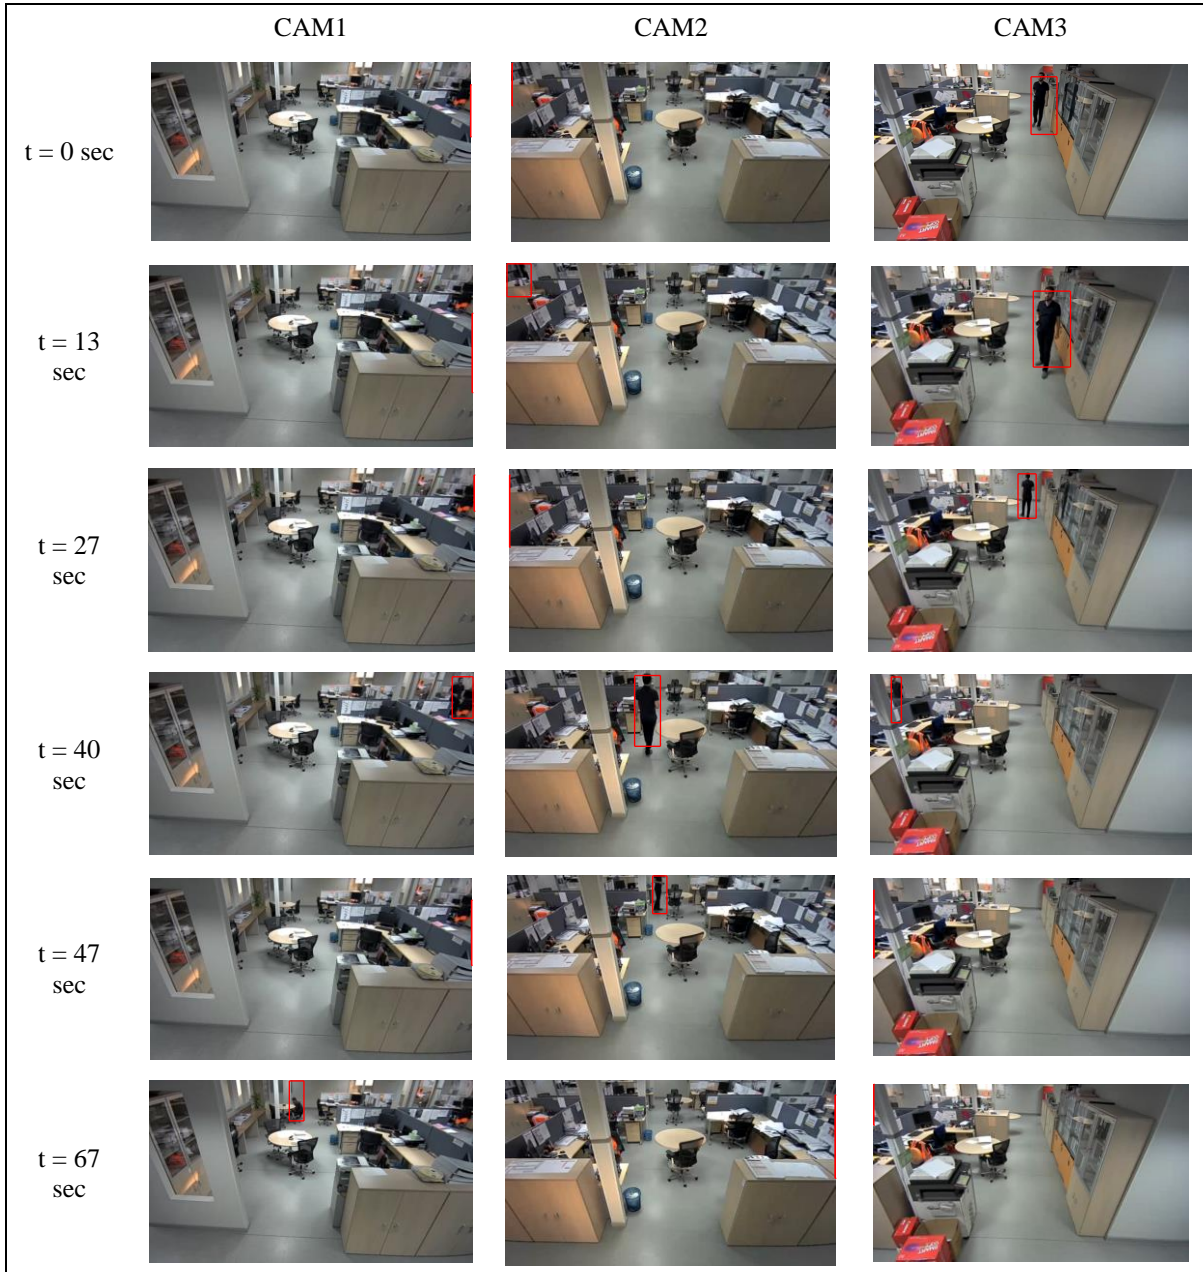 CAM1 CAM2 CAM3
t = 0 sec
t = 13
sec
t = 27
sec
t = 40
sec
t = 47
sec
t = 67
sec